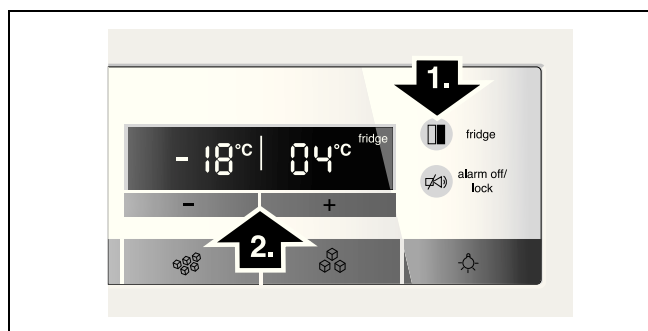 1.
fridge
-18°C 04°C
fridge
alarm off/
lock
- +
2.